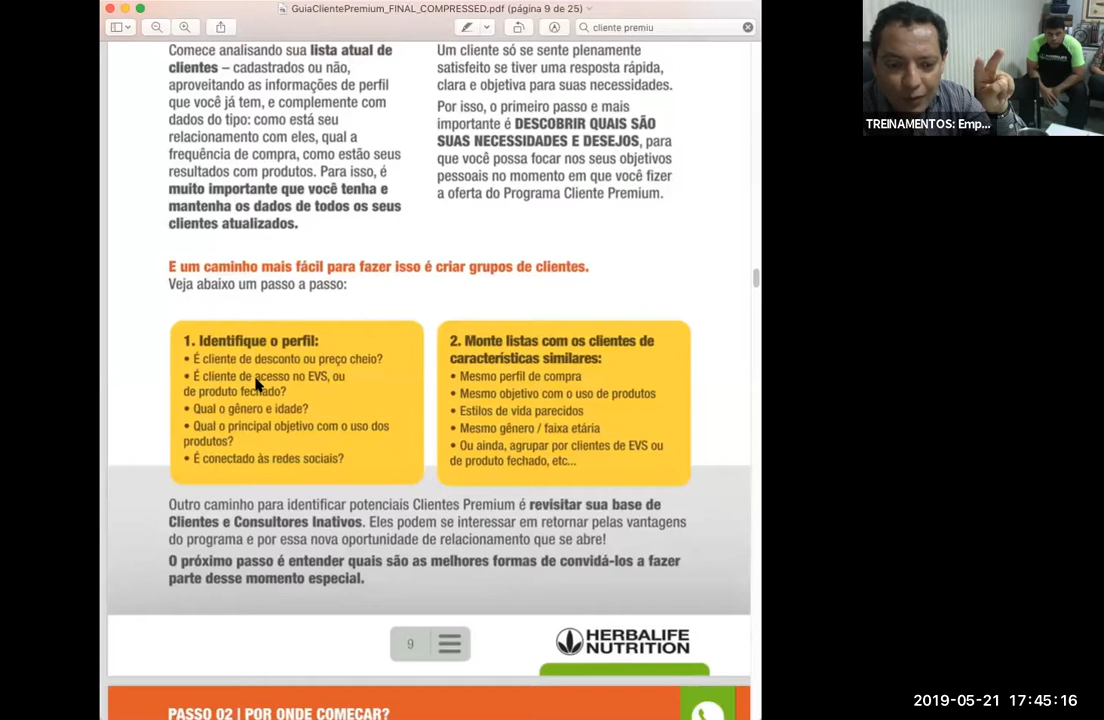 GuiaClientePremium_FINAL_COMPRESSED.pdf (página 9 de 25)
cliente premiu
Comece analisando sua lista atual de
clientes – cadastrados ou não,
aproveitando as informações de perfil
que você já tem, e complemente com
dados do tipo: como está seu
relacionamento com eles, qual a
frequência de compra, como estão seus
resultados com produtos. Para isso, é
muito importante que você tenha e
mantenha os dados de todos os seus
clientes atualizados.
Um cliente só se sente plenamente
satisfeito se tiver uma resposta rápida,
clara e objetiva para suas necessidades.
Por isso, o primeiro passo e mais
importante é DESCOBRIR QUAIS SÃO
SUAS NECESSIDADES E DESEJOS, para
que você possa focar nos seus objetivos
pessoais no momento em que você fizer
a oferta do Programa Cliente Premium.
E um caminho mais fácil para fazer isso é criar grupos de clientes.
Veja abaixo um passo a passo:
1. Identifique o perfil:
• É cliente de desconto ou preço cheio?
• É cliente de acesso no EVS, ou
de produto fechado?
• Qual o gênero e idade?
• Qual o principal objetivo com o uso dos
produtos?
• É conectado às redes sociais?
2. Monte listas com os clientes de
características similares:
• Mesmo perfil de compra
• Mesmo objetivo com o uso de produtos
• Estilos de vida parecidos
• Mesmo gênero / faixa etária
• Ou ainda, agrupar por clientes de EVS ou
de produto fechado, etc...
Outro caminho para identificar potenciais Clientes Premium é revisitar sua base de
Clientes e Consultores Inativos. Eles podem se interessar em retornar pelas vantagens
do programa e por essa nova oportunidade de relacionamento que se abre!
O próximo passo é entender quais são as melhores formas de convidá-los a fazer
parte desse momento especial.
9
HERBALIFE
NUTRITION
PASSO 02 | POR ONDE COMEÇAR?
TREINAMENTOS: Emp...
2019-05-21 17:45:16